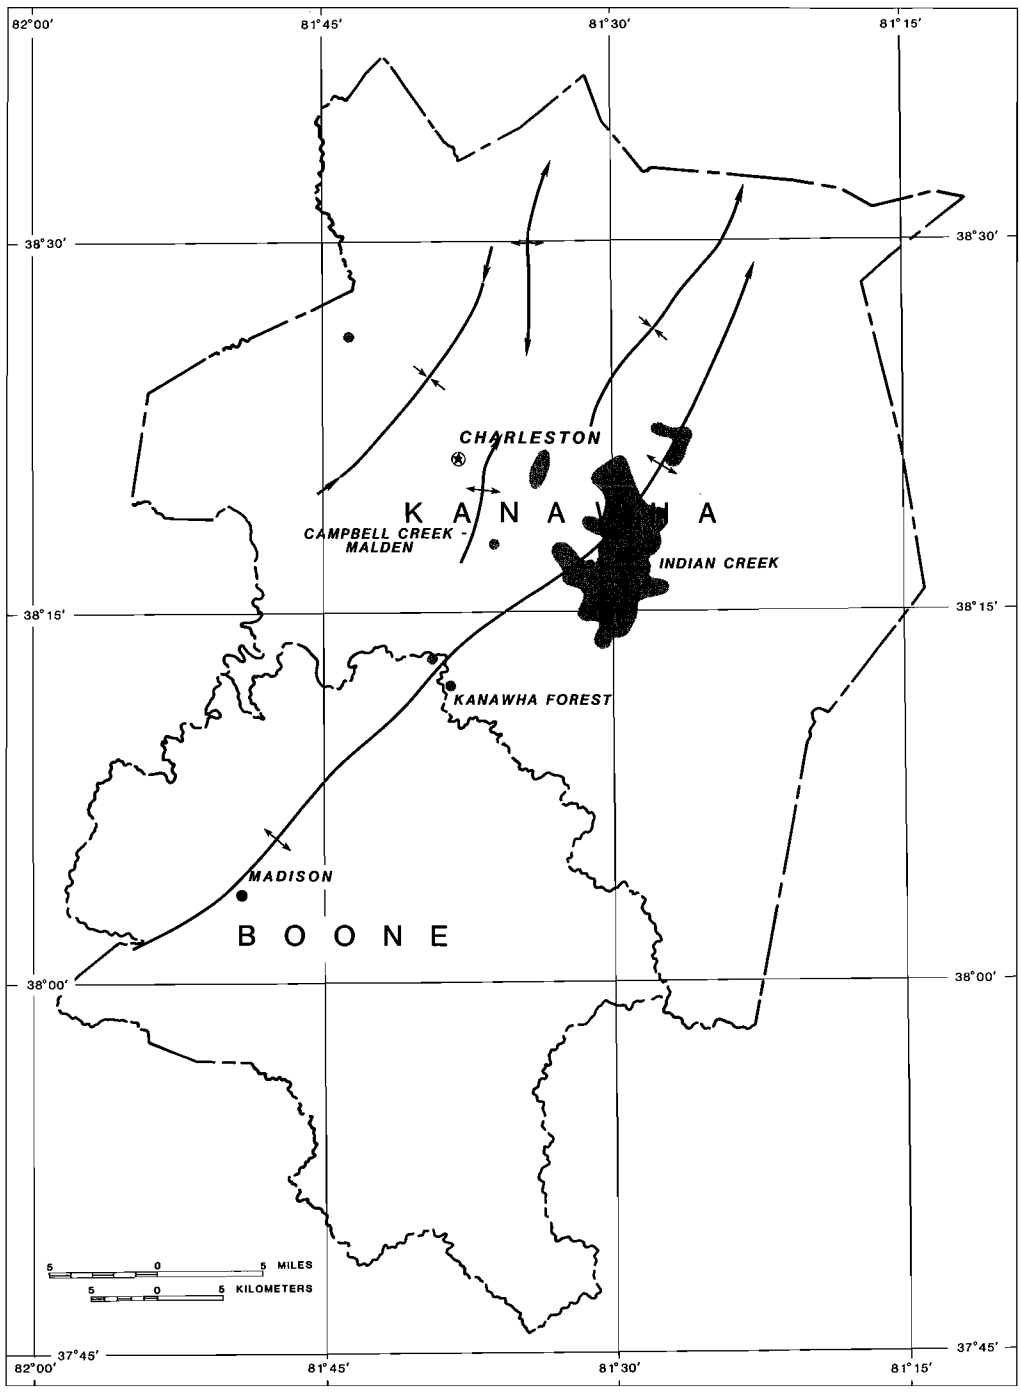 82°00′ 81°45′ 81°30′ 81°15′
38°30′ 38°30′
CHARLESTON
KANAWHA
CAMPBELL CREEK -
MALDEN
INDIAN CREEK
38°15′ 38°15′
KANAWHA FOREST
MADISON
BOONE
38°00′ 38°00′
5 0 5 MILES
5 0 5 KILOMETERS
37°45′ 37°45′
82°00′ 81°45′ 81°30′ 81°15′